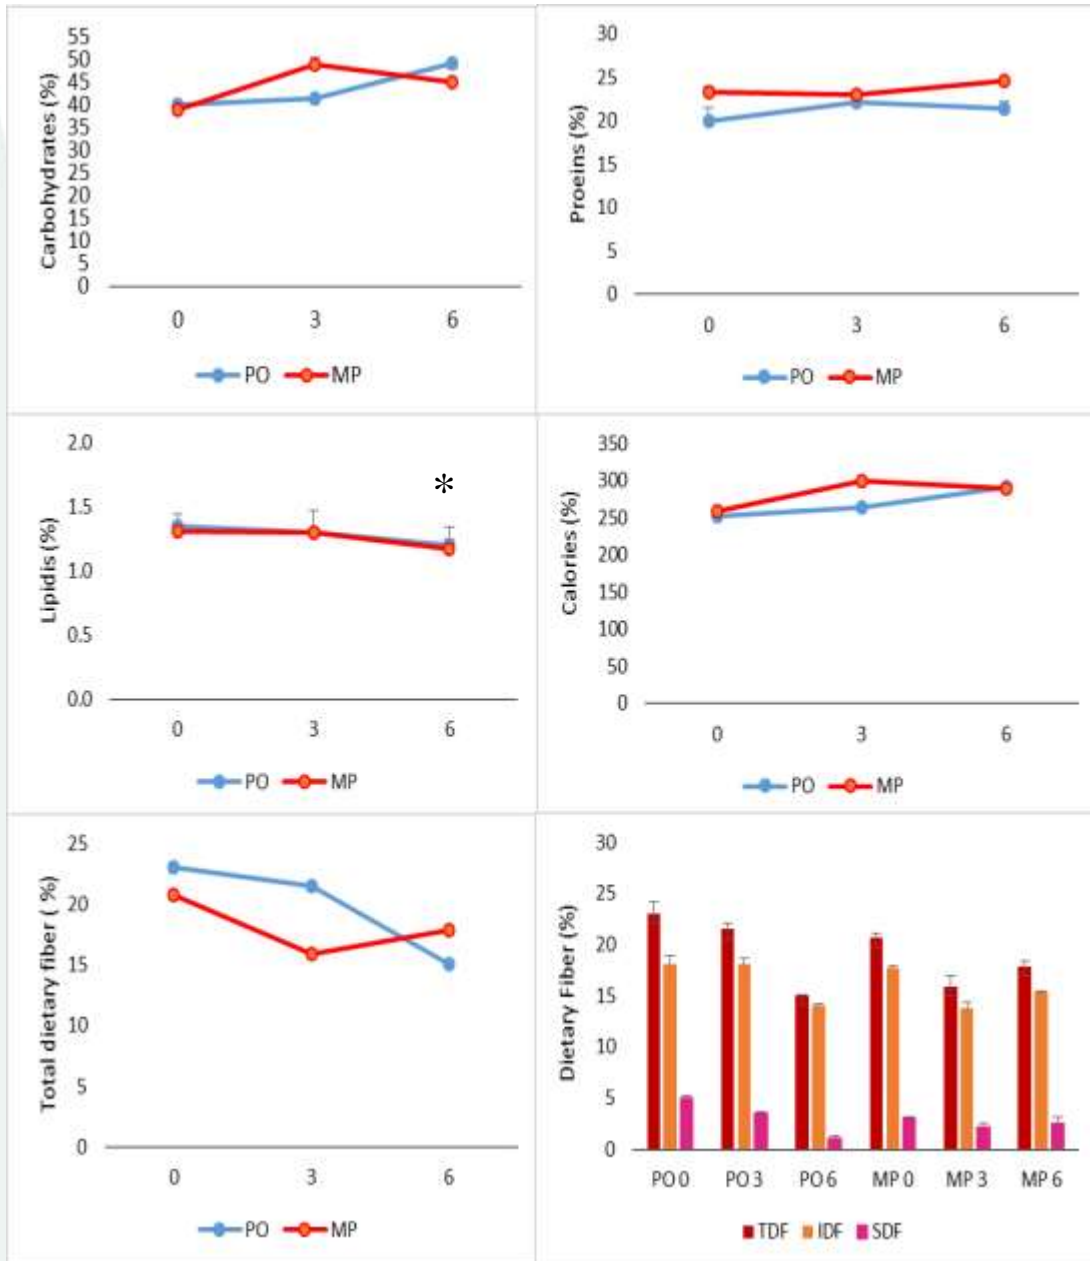 Carbohydrates (%)
55
50
45
40
35
30
25
20
15
10
5
0
0 3 6
PO MP
Proeins (%)
30
25
20
15
10
5
0
0 3 6
PO MP
Lipidis (%)
2.0
1.5
1.0
0.5
0.0
*
0 3 6
PO MP
Calories (%)
350
300
250
200
150
100
50
0
0 3 6
PO MP
Total dietary fiber ( %)
25
20
15
10
5
0
0 3 6
PO MP
Dietary Fiber (%)
30
25
20
15
10
5
0
PO 0 PO 3 PO 6 MP 0 MP 3 MP 6
TDF IDF SDF